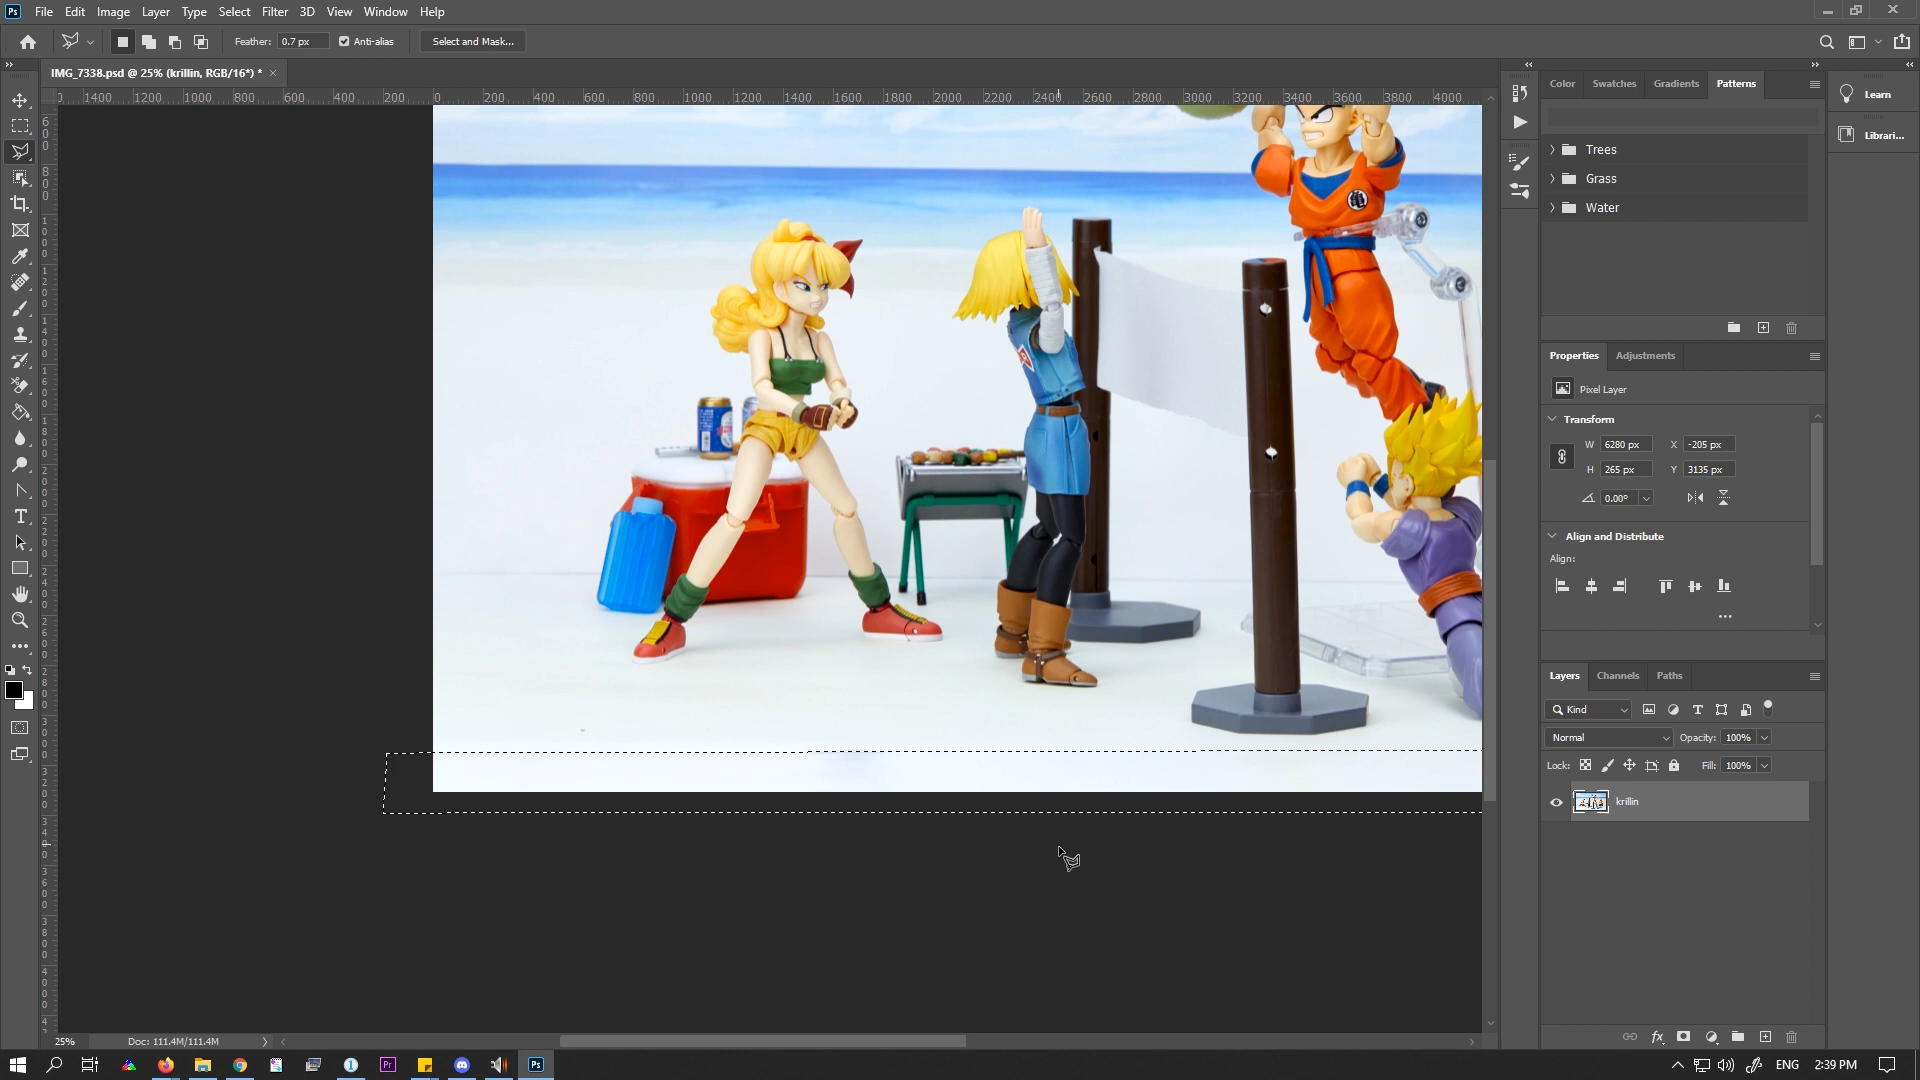 Ps File Edit Image Layer Type Select Filter 3D View Window Help
Feather: 0.7 px Anti-alias Select and Mask...
IMG_7338.psd @ 25% (krillin, RGB/16*) * ×
1400 1200 1000 800 600 400 200 0 200 400 600 800 1000 1200 1400 1600 1800 2000 2200 2400 2600 2800 3000 3200 3400 3600 3800 4000
Color Swatches Gradients Patterns
Learn
Librari...
Trees
Grass
Water
Properties Adjustments
Pixel Layer
Transform
W 6280 px X -205 px
H 265 px Y 3135 px
0.00°
Align and Distribute
Align:
Layers Channels Paths
Kind
Normal Opacity: 100%
Lock: Fill: 100%
krillin
25% Doc: 111.4M/111.4M
Pr Ps ENG 2:39 PM